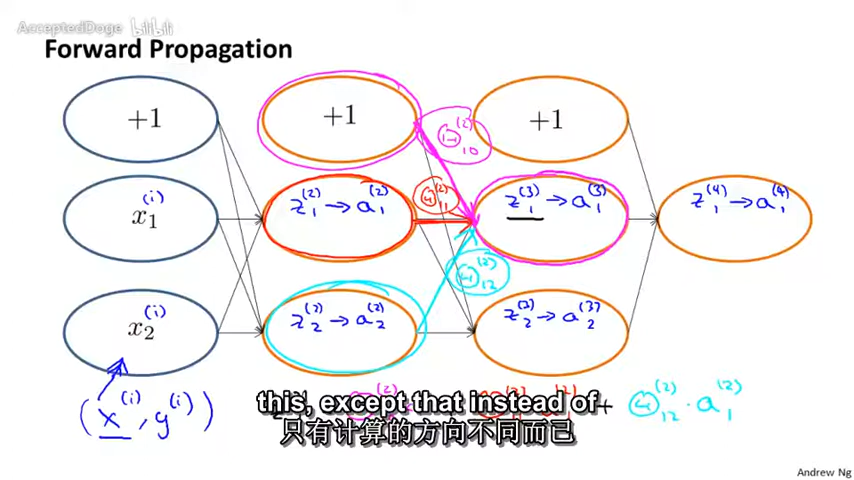 AcceptedDoge bilibili
Forward Propagation
+1 +1 +1
Θ₁₀⁽²⁾
x₁⁽ⁱ⁾ z₁⁽²⁾→a₁⁽²⁾ Θ₁₁⁽²⁾ z₁⁽³⁾→a₁⁽³⁾ z₁⁽⁴⁾→a₁⁽⁴⁾
Θ₁₂⁽²⁾
x₂⁽ⁱ⁾ z₂⁽²⁾→a₂⁽²⁾ z₂⁽³⁾→a₂⁽³⁾
(x⁽ⁱ⁾, y⁽ⁱ⁾) + Θ₁₂⁽²⁾·a₁⁽²⁾
this, except that instead of
只有计算的方向不同而已
Andrew Ng